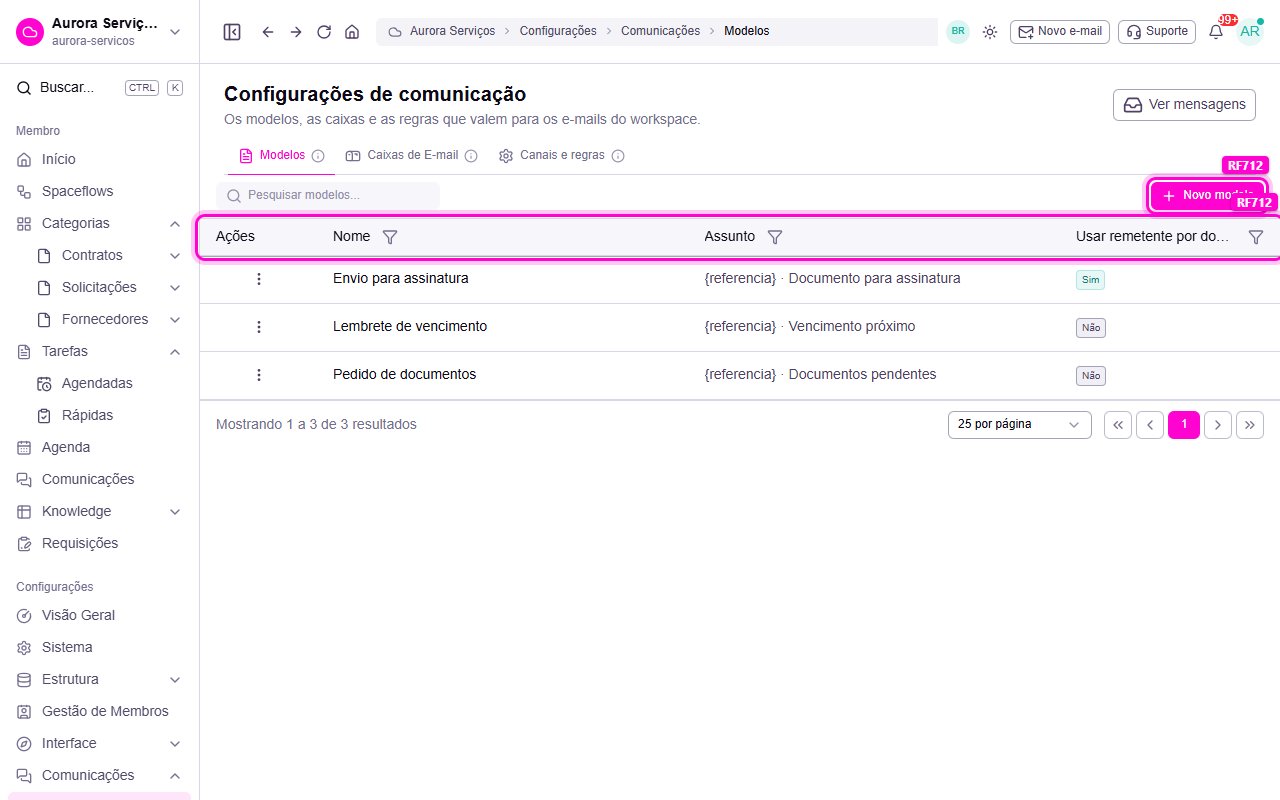 Aurora Serviç...
aurora-servicos
Aurora Serviços > Configurações > Comunicações > Modelos
BR
Novo e-mail
Suporte
99+
AR
Buscar...
CTRL K
Membro
Início
Spaceflows
Categorias
Contratos
Solicitações
Fornecedores
Tarefas
Agendadas
Rápidas
Agenda
Comunicações
Knowledge
Requisições
Configurações
Visão Geral
Sistema
Estrutura
Gestão de Membros
Interface
Comunicações
Configurações de comunicação
Os modelos, as caixas e as regras que valem para os e-mails do workspace.
Ver mensagens
Modelos
Caixas de E-mail
Canais e regras
RF712
Pesquisar modelos...
Novo modelo
RF712
Ações Nome Assunto Usar remetente por do...
Envio para assinatura {referencia} · Documento para assinatura Sim
Lembrete de vencimento {referencia} · Vencimento próximo Não
Pedido de documentos {referencia} · Documentos pendentes Não
Mostrando 1 a 3 de 3 resultados
25 por página
1